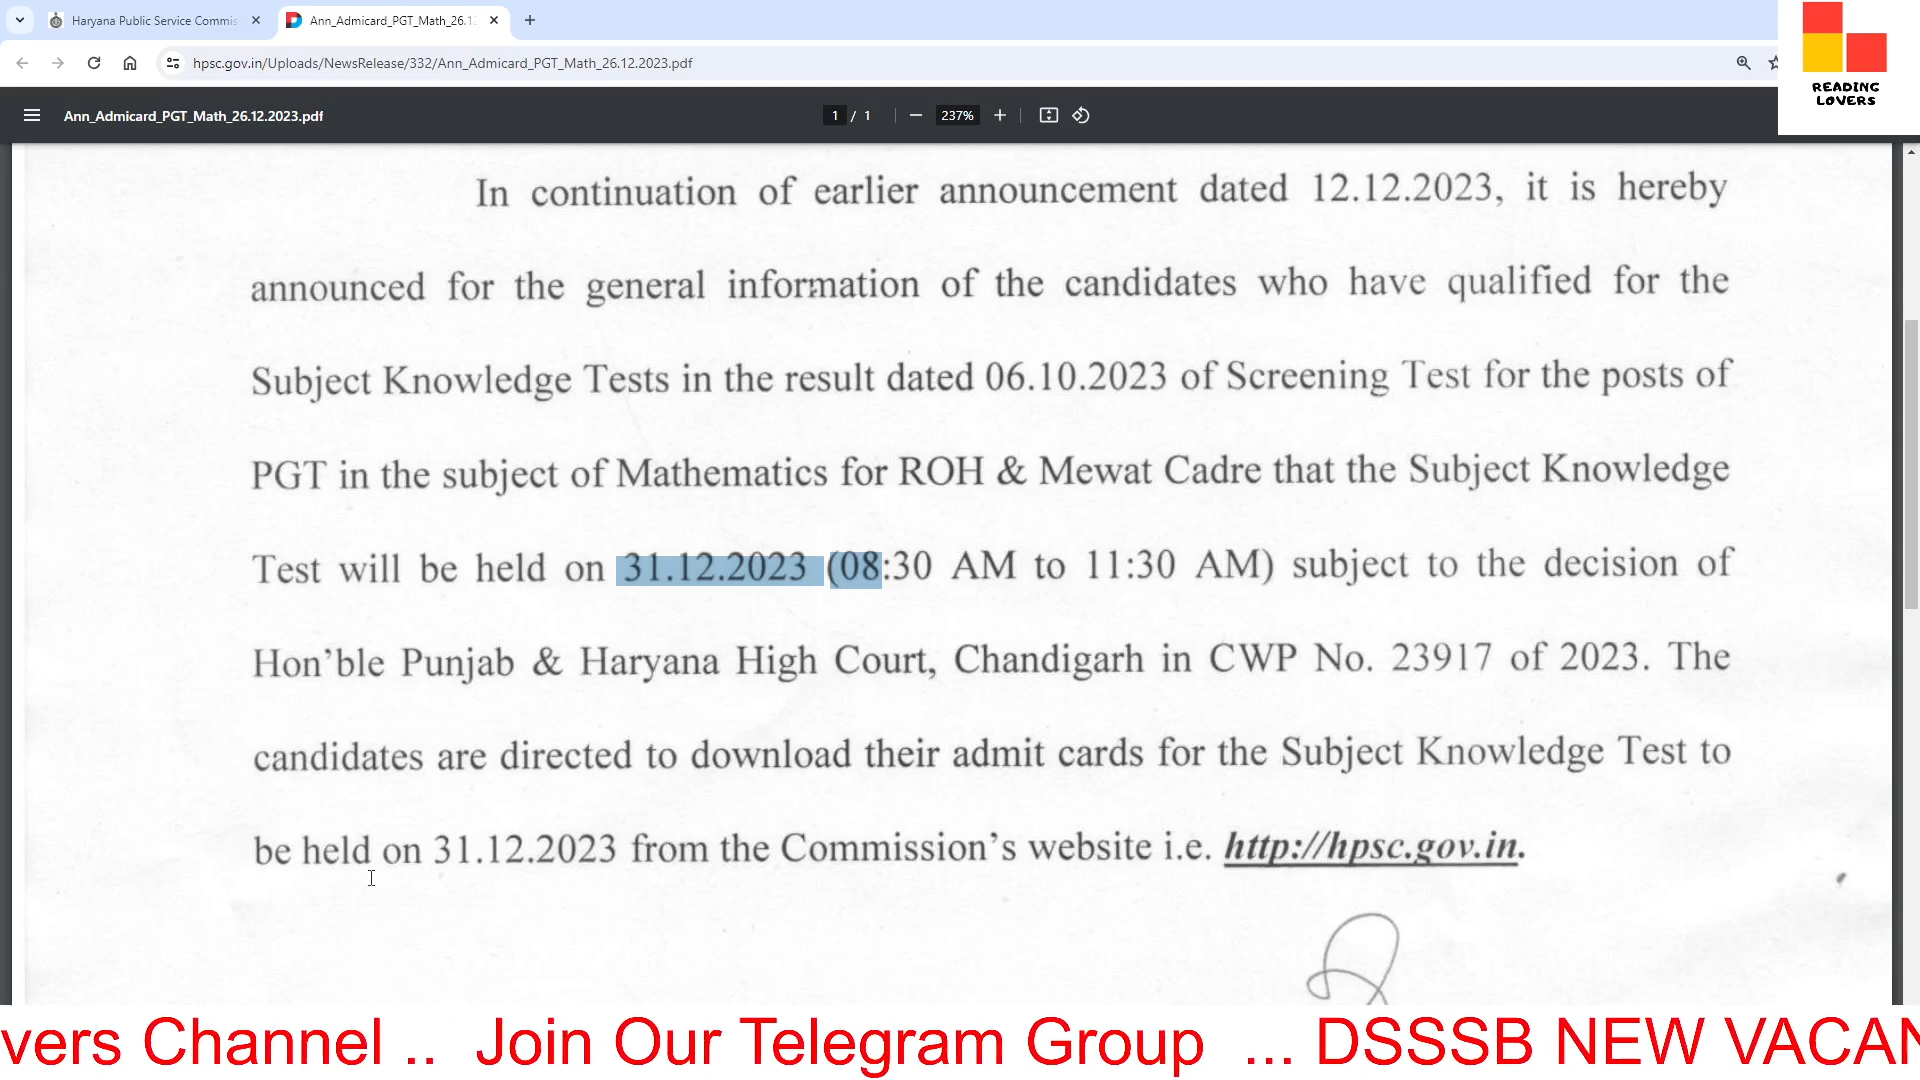 Haryana Public Service Commis
Ann_Admicard_PGT_Math_26.12
hpsc.gov.in/Uploads/NewsRelease/332/Ann_Admicard_PGT_Math_26.12.2023.pdf
READING
LOVERS
Ann_Admicard_PGT_Math_26.12.2023.pdf
1 / 1
237%
In continuation of earlier announcement dated 12.12.2023, it is hereby
announced for the general information of the candidates who have qualified for the
Subject Knowledge Tests in the result dated 06.10.2023 of Screening Test for the posts of
PGT in the subject of Mathematics for ROH & Mewat Cadre that the Subject Knowledge
Test will be held on 31.12.2023 (08:30 AM to 11:30 AM) subject to the decision of
Hon’ble Punjab & Haryana High Court, Chandigarh in CWP No. 23917 of 2023. The
candidates are directed to download their admit cards for the Subject Knowledge Test to
be held on 31.12.2023 from the Commission’s website i.e. http://hpsc.gov.in.
vers Channel .. Join Our Telegram Group ... DSSSB NEW VACAN